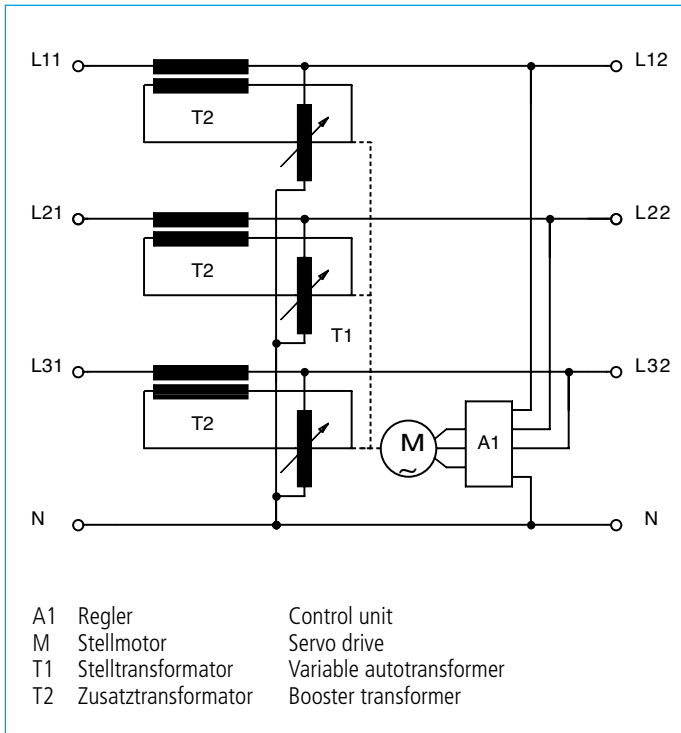 L11 L12
T2
L21 L22
T2
T1
L31 L32
T2
M
~
A1
N N
A1 Regler Control unit
M Stellmotor Servo drive
T1 Stelltransformator Variable autotransformer
T2 Zusatztransformator Booster transformer